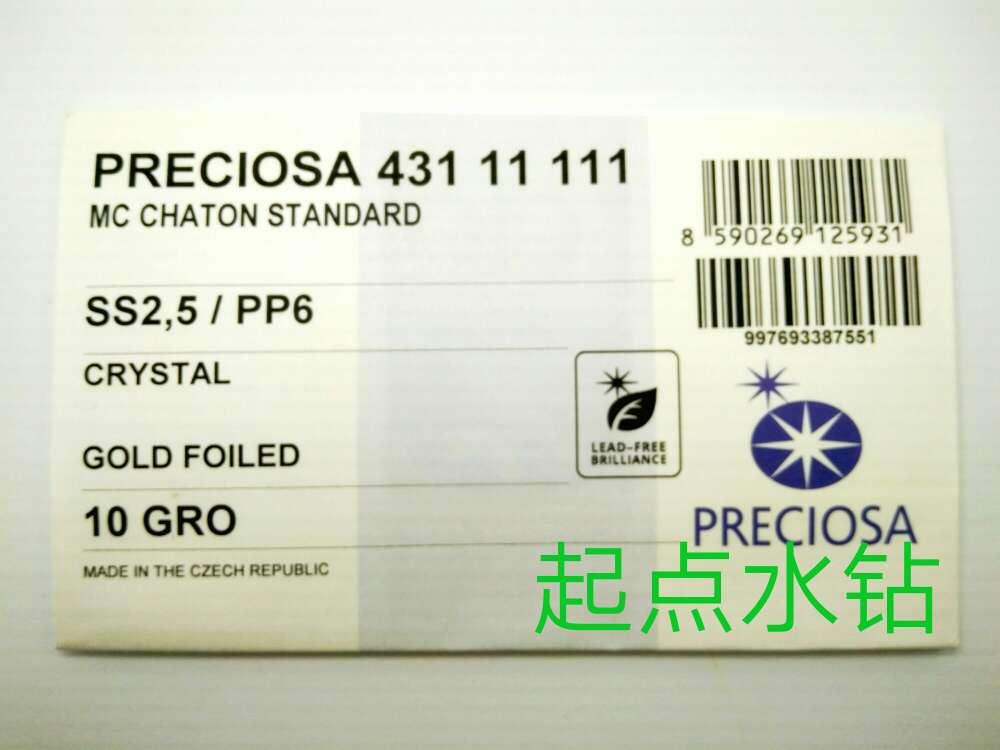 PRECIOSA 431 11 111
MC CHATON STANDARD
8 590269 125931
SS2,5 / PP6
997693387551
CRYSTAL
LEAD-FREE
BRILLIANCE
GOLD FOILED
10 GRO
PRECIOSA
MADE IN THE CZECH REPUBLIC
起点水钻